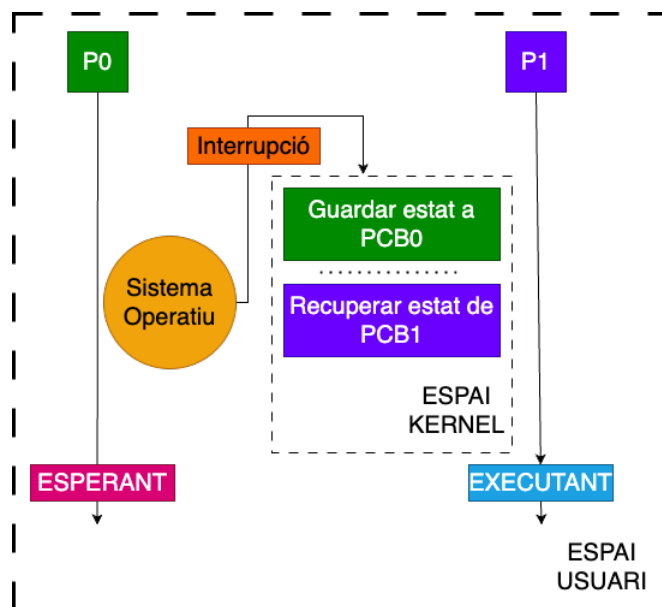 P0
P1
Interrupció
Guardar estat a
PCB0
Sistema
Operatiu
Recuperar estat de
PCB1
ESPAI
KERNEL
ESPERANT
EXECUTANT
ESPAI
USUARI